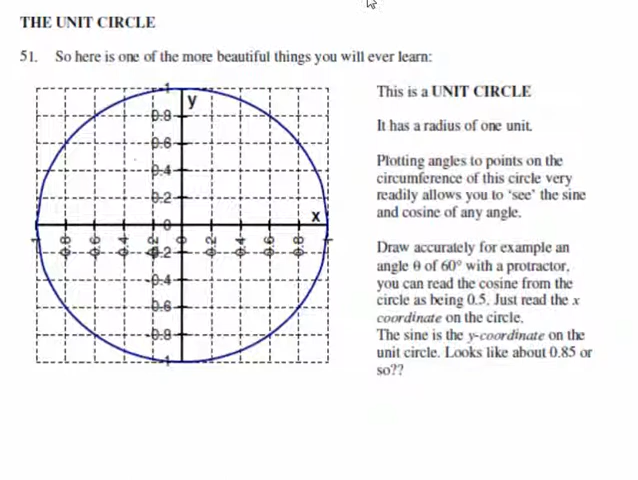 THE UNIT CIRCLE
51. So here is one of the more beautiful things you will ever learn:
1
y
0.8
0.6
0.4
0.2
0
x
-1
-0.8
-0.6
-0.4
-0.2
0
0.2
0.4
0.6
0.8
1
-0.2
-0.4
-0.6
-0.8
-1
This is a UNIT CIRCLE
It has a radius of one unit.
Plotting angles to points on the
circumference of this circle very
readily allows you to ‘see’ the sine
and cosine of any angle.
Draw accurately for example an
angle θ of 60° with a protractor,
you can read the cosine from the
circle as being 0.5. Just read the x
coordinate on the circle.
The sine is the y-coordinate on the
unit circle. Looks like about 0.85 or
so??